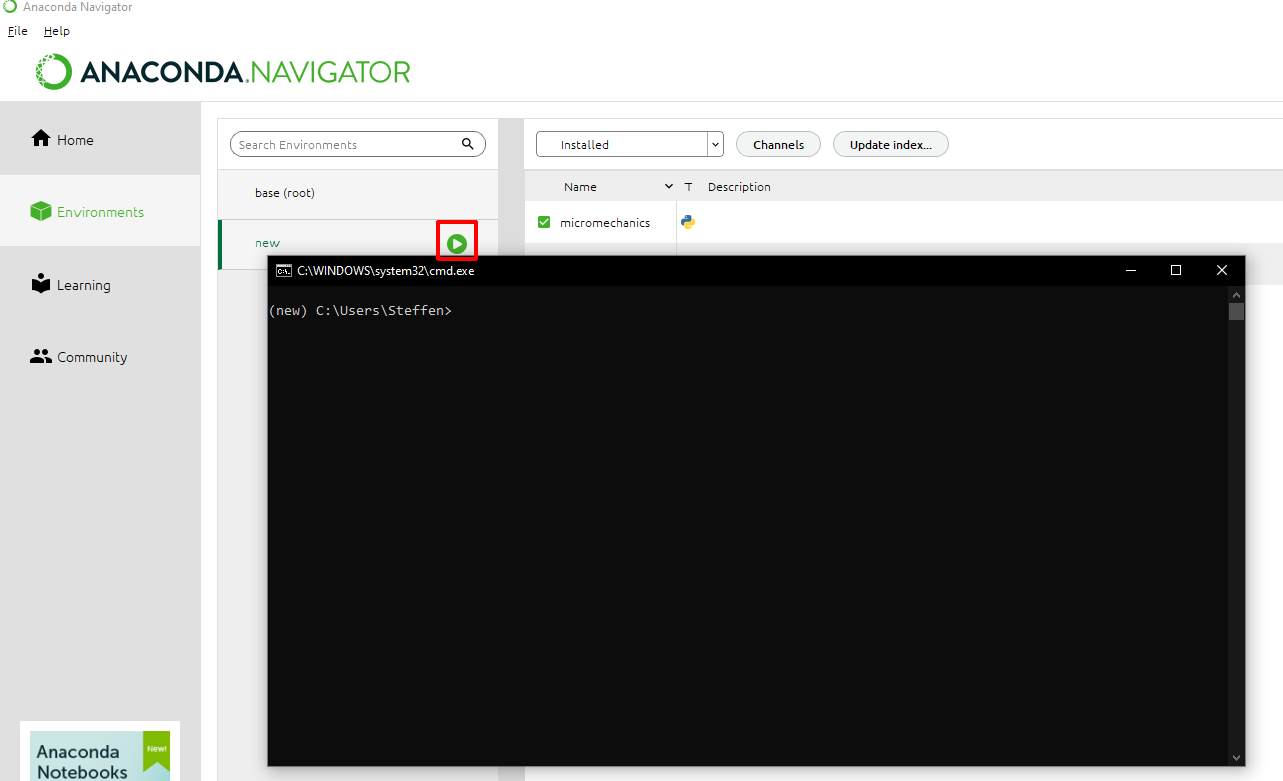 Anaconda Navigator
File Help
ANACONDA.NAVIGATOR
Home
Environments
Learning
Community
Search Environments
base (root)
new
Installed
Channels
Update index...
Name T Description
micromechanics
C:\WINDOWS\system32\cmd.exe
(new) C:\Users\Steffen>
Anaconda
Notebooks
New!